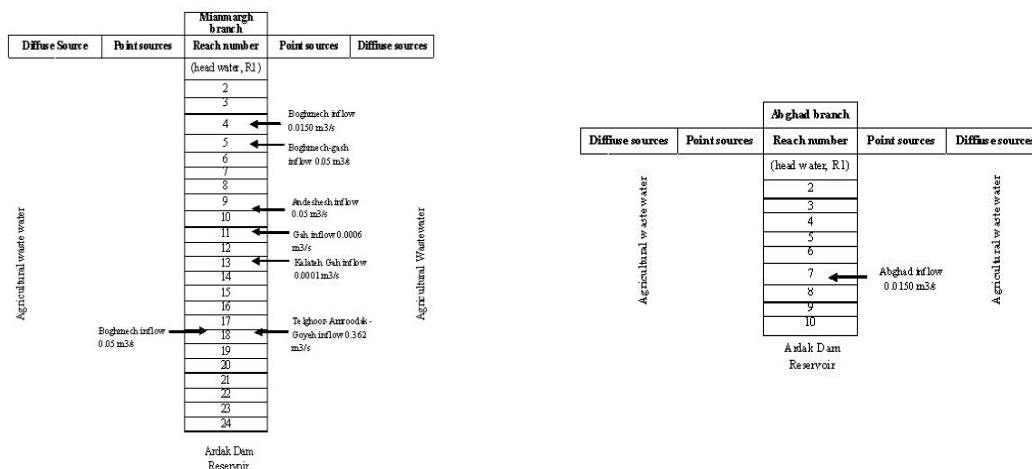 Mianmargh
branch
Diffuse Source Point sources Reach number Point sources Diffuse sources
(head water, R1)
2
3
4
Boghmech inflow
0.0150 m3/s
5
Boghmech-gash
inflow 0.05 m3/s
6
7
8
9
Andeshesh inflow
0.05 m3/s
10
11
Gah inflow 0.0006
m3/s
12
13
Kalateh Gah inflow
0.0001 m3/s
14
15
16
17
18
Boghmech inflow
0.05 m3/s
Telghoor-Amroodak-
Goyeh inflow 0.362
m3/s
19
20
21
22
23
24
Ardak Dam
Reservoir
Agricultural waste water
Agricultural Wastewater
Abghad branch
Diffiuse sources Point sources Reach number Point sources Diffiuse sources
(head water, R1)
2
3
4
5
6
7
Abghad inflow
0.0150 m3/s
8
9
10
Ardak Dam
Reservoir
Agricultural waste water
Agricultural waste water